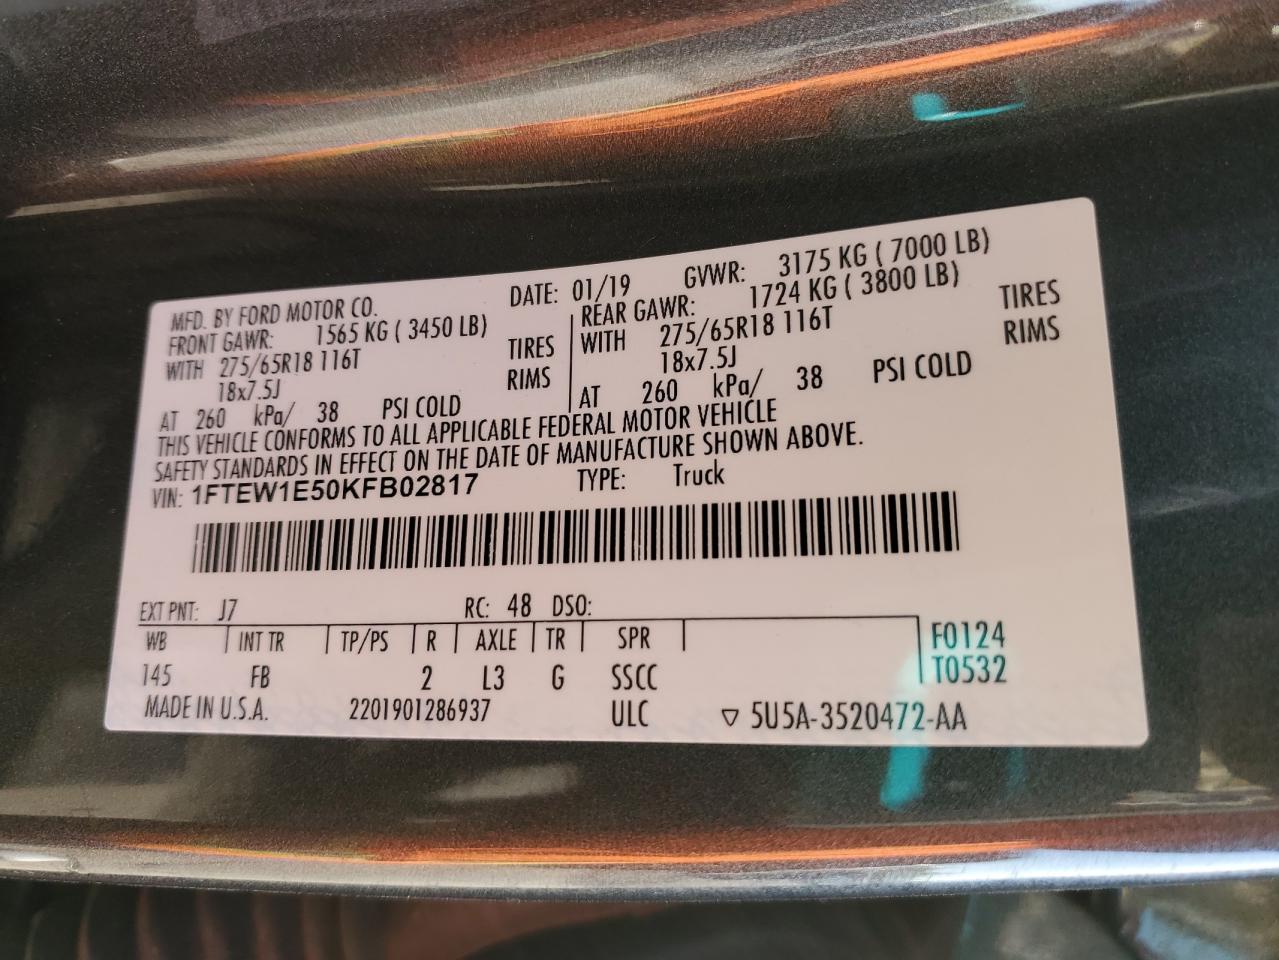 MFD. BY FORD MOTOR CO. DATE: 01/19 GVWR: 3175 KG ( 7000 LB)
FRONT GAWR: 1565 KG ( 3450 LB)
WITH 275/65R18 116T TIRES
18x7.5J RIMS
AT 260 kPa/ 38 PSI COLD
REAR GAWR: 1724 KG ( 3800 LB)
WITH 275/65R18 116T TIRES
18x7.5J RIMS
AT 260 kPa/ 38 PSI COLD
THIS VEHICLE CONFORMS TO ALL APPLICABLE FEDERAL MOTOR VEHICLE
SAFETY STANDARDS IN EFFECT ON THE DATE OF MANUFACTURE SHOWN ABOVE.
VIN: 1FTEW1E50KFB02817 TYPE: Truck
EXT PNT: J7 RC: 48 DSO:
WB INT TR TP/PS R AXLE TR SPR F0124
145 FB 2 L3 G SSCC T0532
MADE IN U.S.A. 2201901286937 ULC ▽ 5U5A-3520472-AA